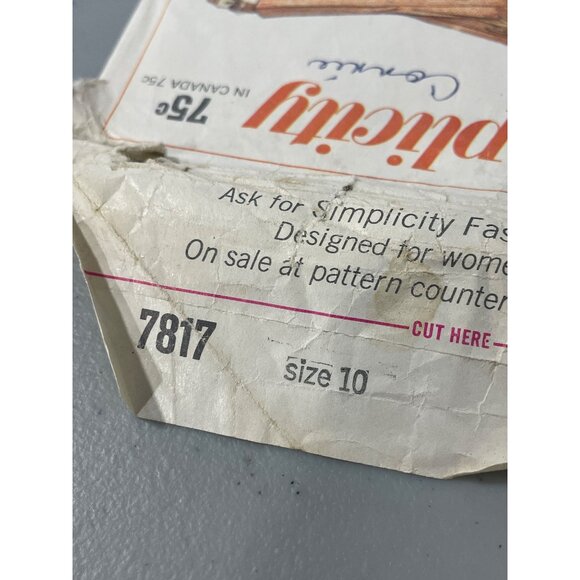 Connie
plicity
75¢
IN CANADA 75¢
Ask for Simplicity Fas
Designed for wome
On sale at pattern counter
CUT HERE
7817
size 10